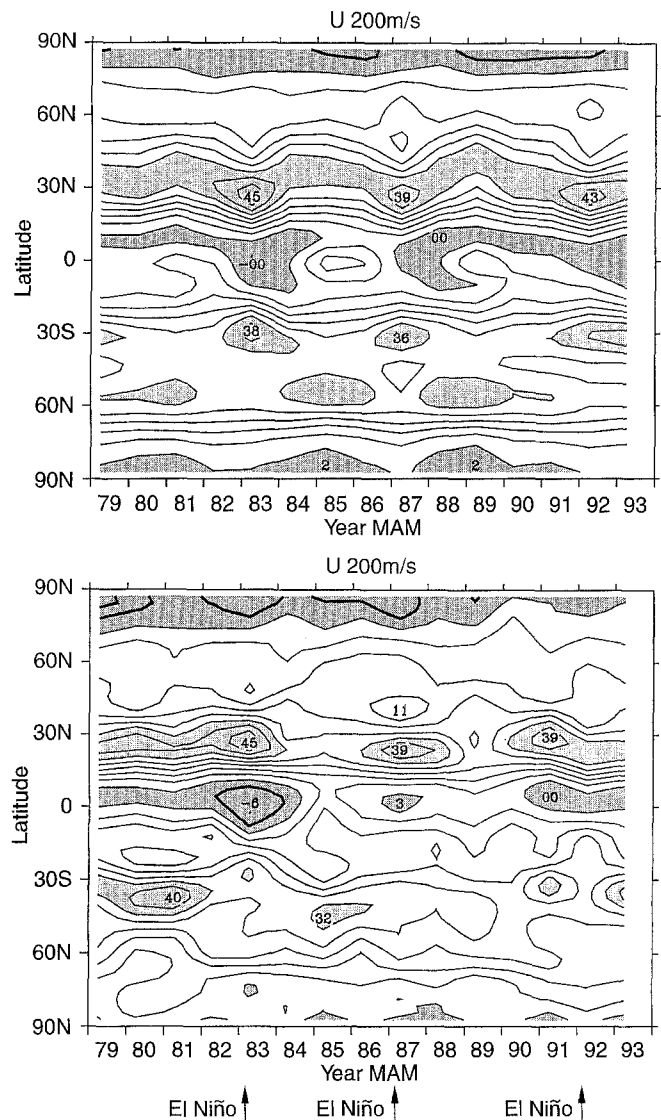 U 200m/s
90N
60N
30N
0
30S
60N
90N
Latitude
45
39
43
-00
00
38
36
2
2
79 80 81 82 83 84 85 86 87 88 89 90 91 92 93
Year MAM
U 200m/s
90N
60N
30N
0
30S
60N
90N
Latitude
11
45
39
39
-6
3
00
40
32
79 80 81 82 83 84 85 86 87 88 89 90 91 92 93
Year MAM
El Niño El Niño El Niño